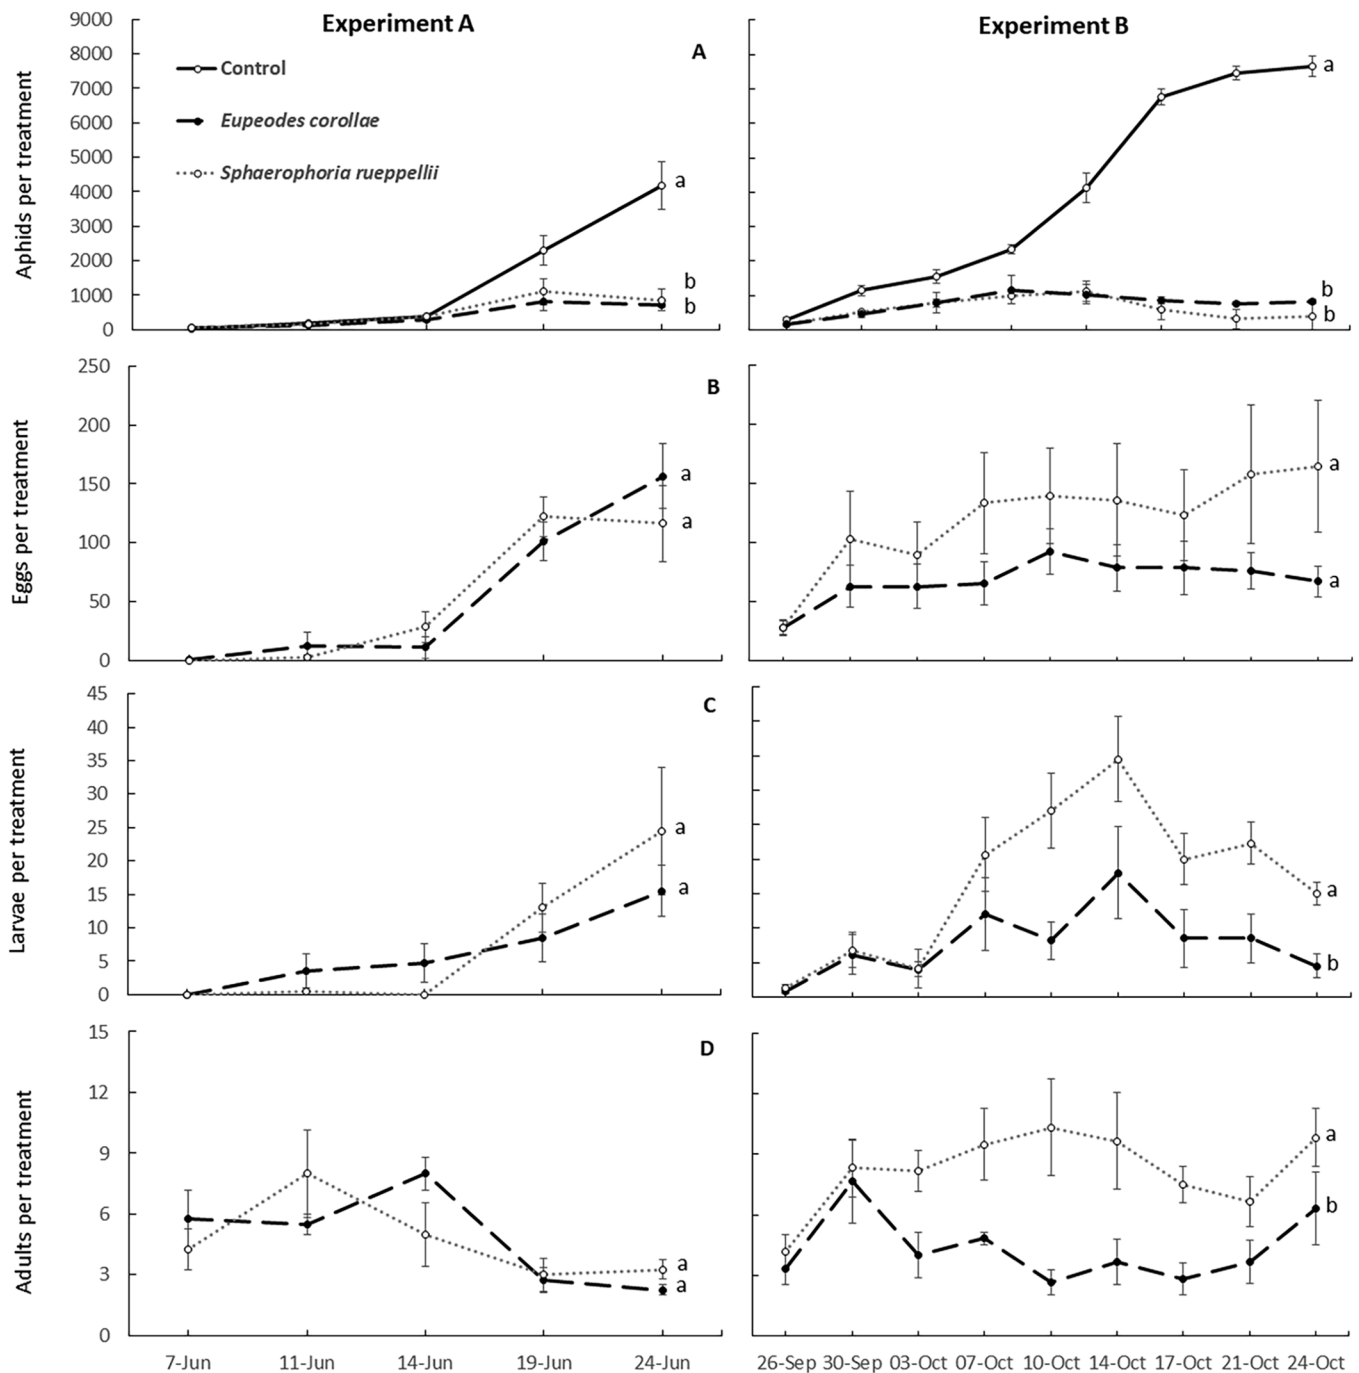 Experiment A
Experiment B
A
Control
Eupeodes corollae
Sphaerophoria rueppellii
Aphids per treatment
9000
8000
7000
6000
5000
4000
3000
2000
1000
0
a
b
b
a
b
b
B
Eggs per treatment
250
200
150
100
50
0
a
a
a
a
C
Larvae per treatment
45
40
35
30
25
20
15
10
5
0
a
a
a
b
D
Adults per treatment
15
12
9
6
3
0
a
a
a
b
7-Jun 11-Jun 14-Jun 19-Jun 24-Jun
26-Sep 30-Sep 03-Oct 07-Oct 10-Oct 14-Oct 17-Oct 21-Oct 24-Oct